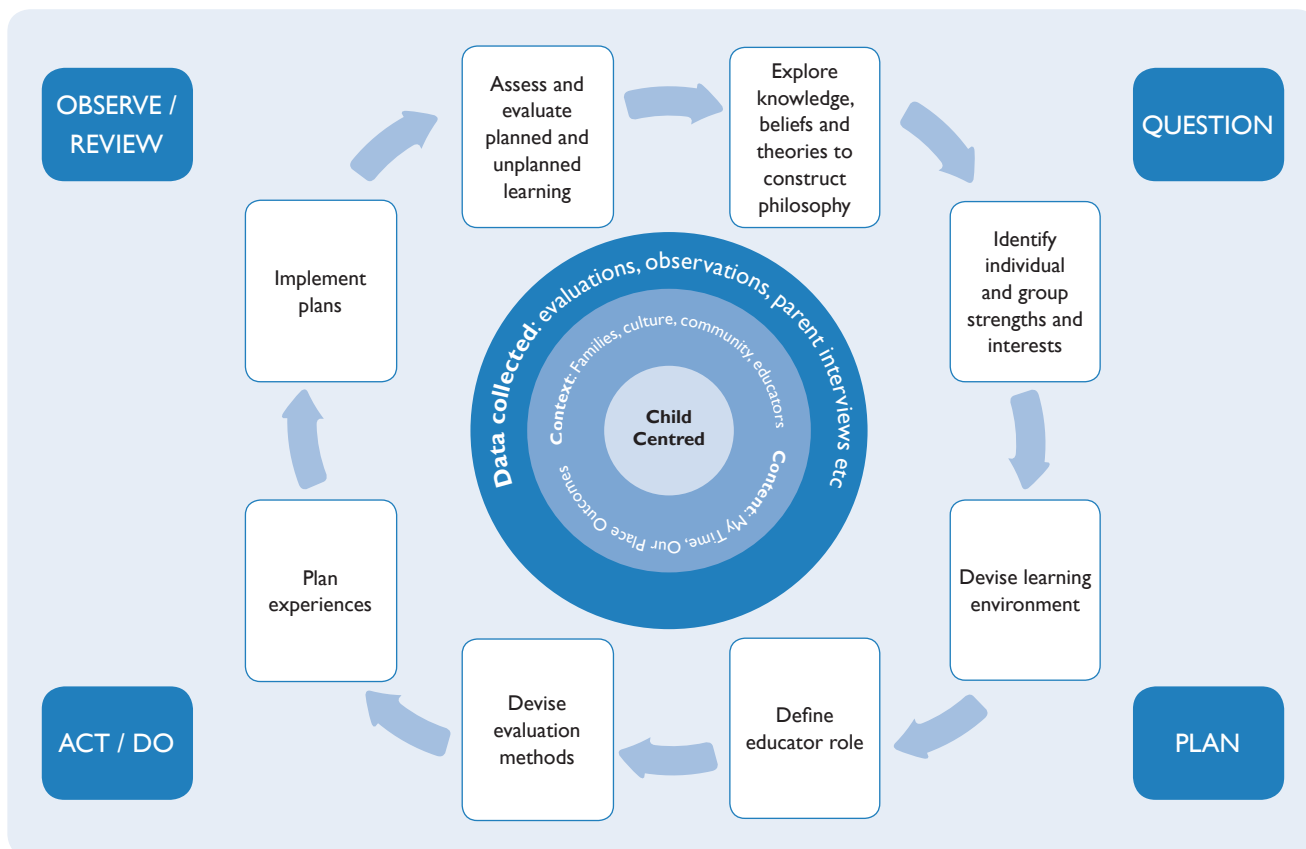 OBSERVE /
REVIEW
Assess and
evaluate
planned and
unplanned
learning
Explore
knowledge,
beliefs and
theories to
construct
philosophy
QUESTION
Identify
individual
and group
strengths and
interests
Devise learning
environment
PLAN
Define
educator role
Devise
evaluation
methods
ACT / DO
Plan
experiences
Implement
plans
Data collected: evaluations, observations, parent interviews etc
Context: Families, culture, community, educators
Content: My Time, Our Place Outcomes
Child
Centred